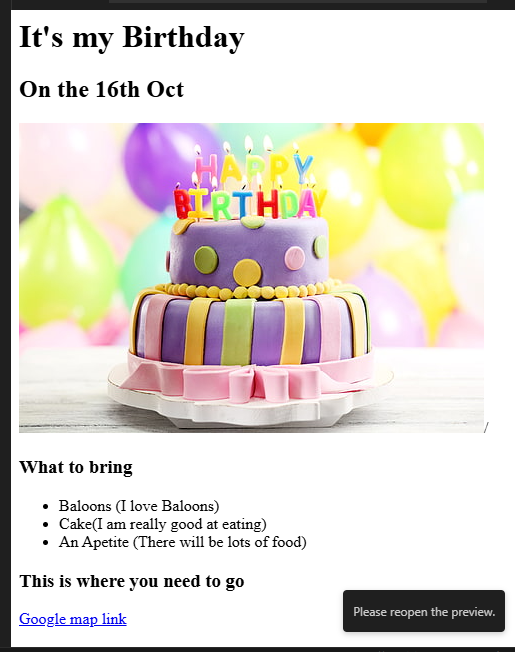 It's my Birthday
On the 16th Oct
HAPPY
BIRTHDAY
/
What to bring
Baloons (I love Baloons)
Cake(I am really good at eating)
An Apetite (There will be lots of food)
This is where you need to go
Google map link
Please reopen the preview.